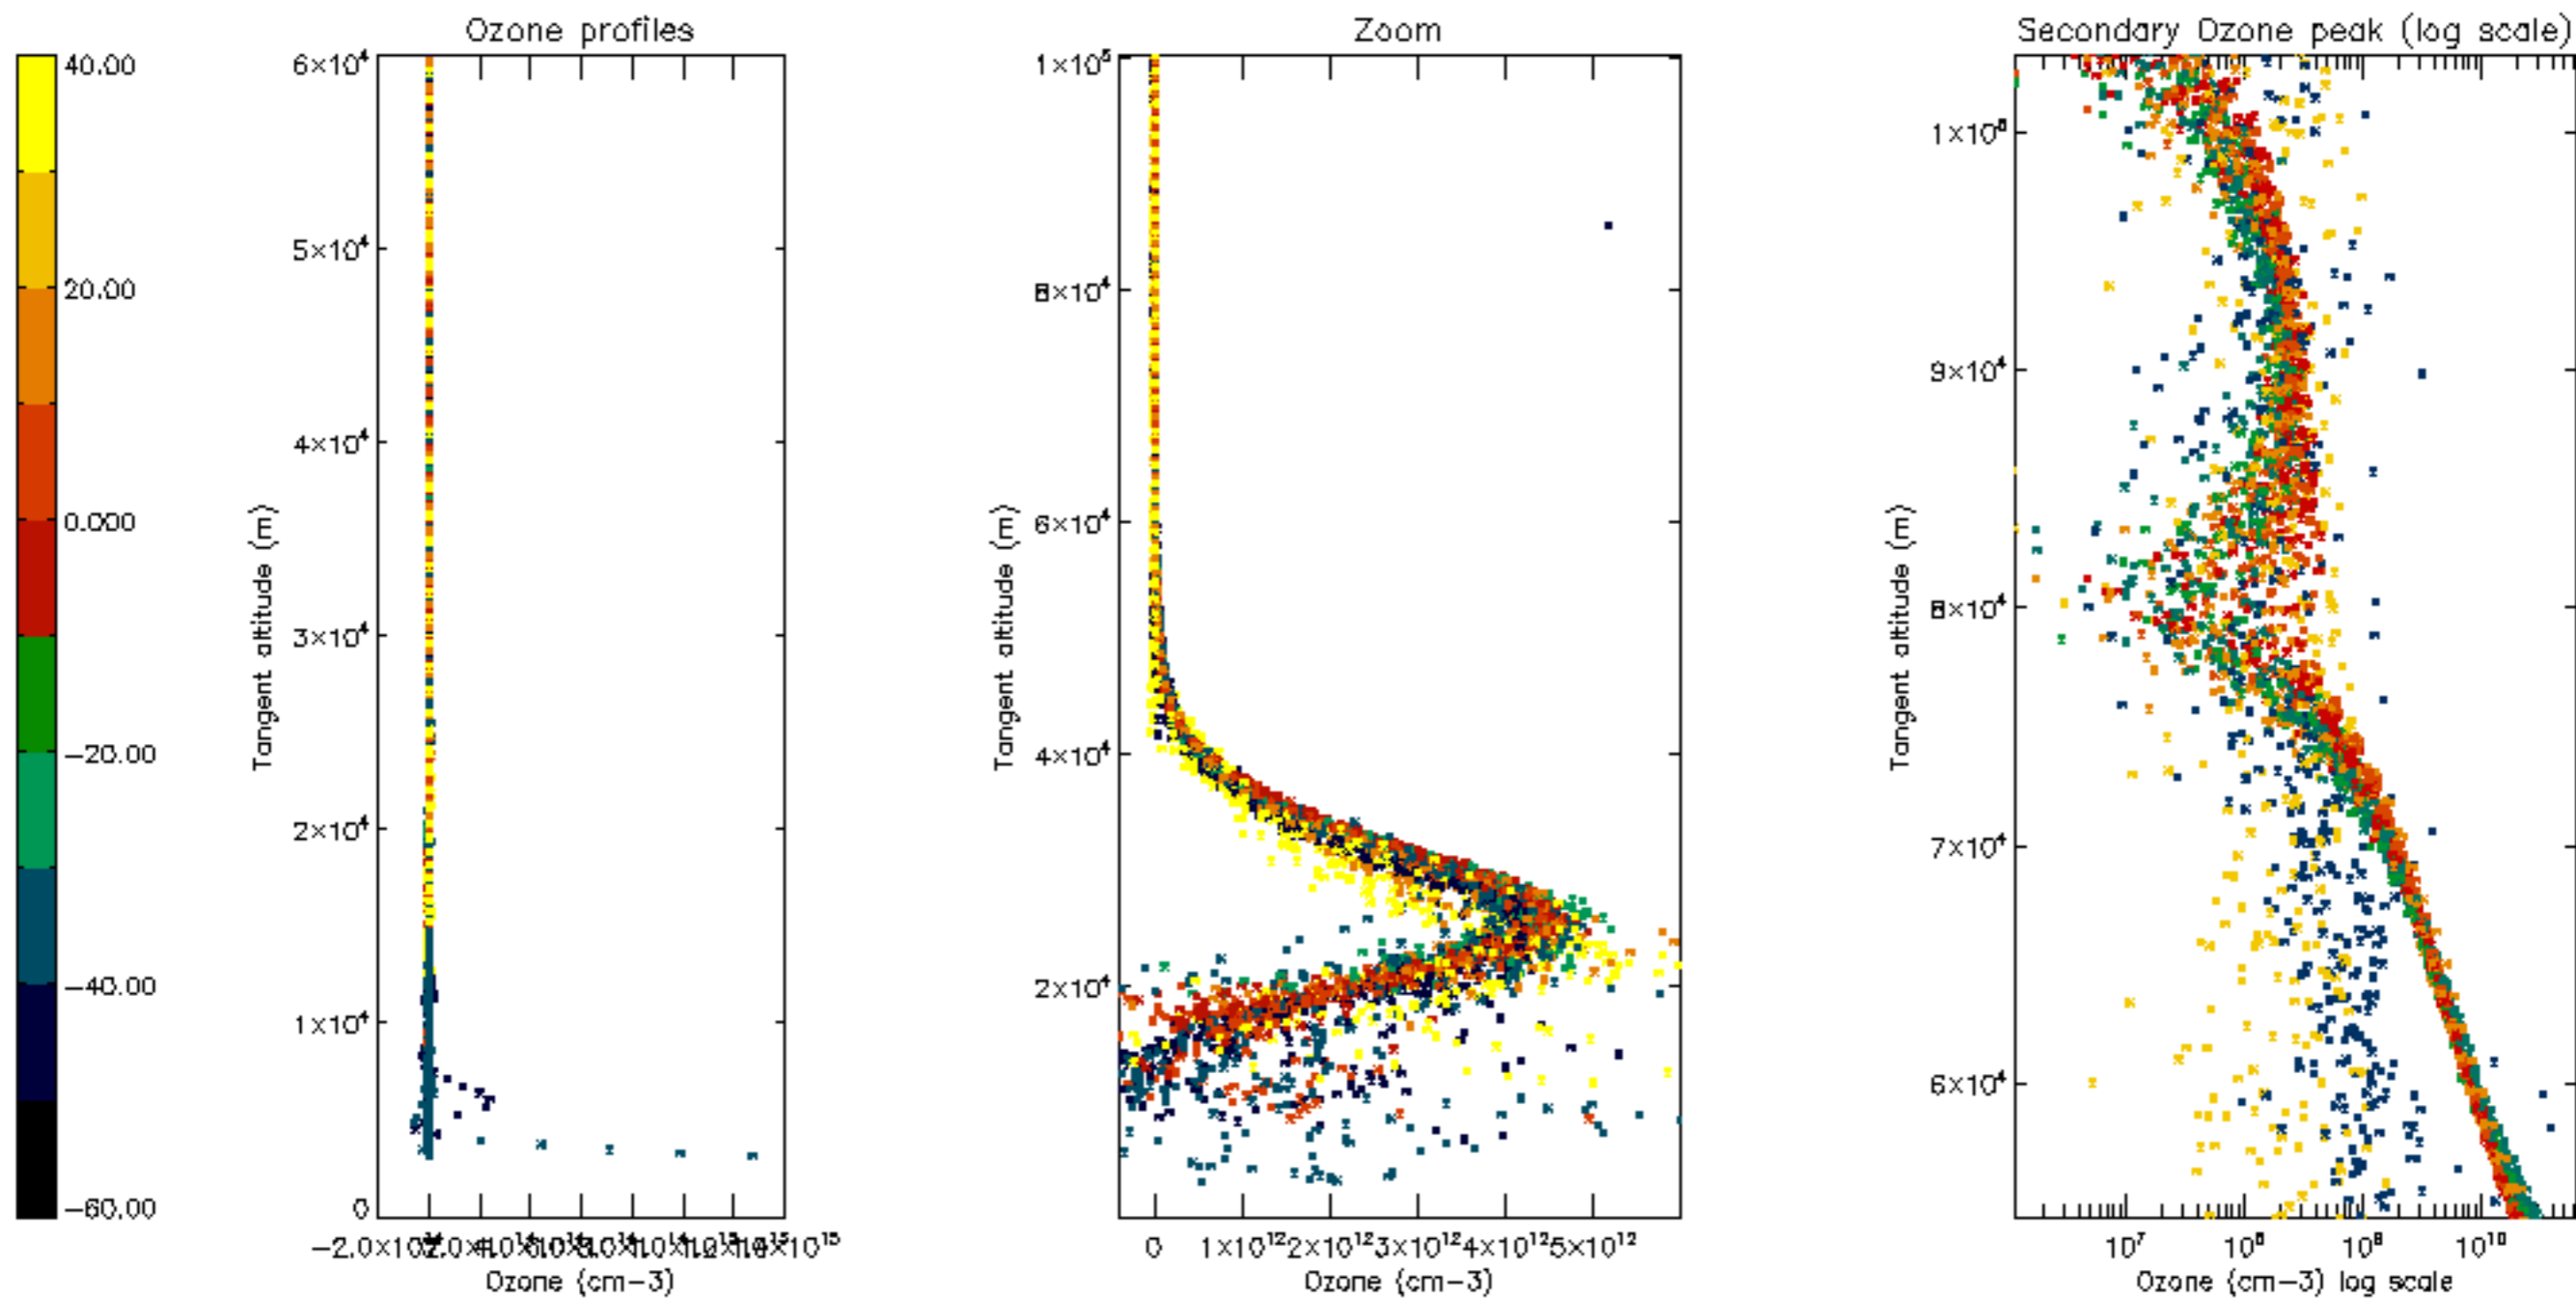 Ozone profiles
Zoom
Secondary Ozone peak (log scale)
40.00
20.00
0.000
−20.00
−40.00
−60.00
6×10⁴
5×10⁴
4×10⁴
3×10⁴
2×10⁴
1×10⁴
0
Tangent altitude (m)
Ozone (cm−3)
1×10⁵
8×10⁴
6×10⁴
4×10⁴
2×10⁴
Tangent altitude (m)
0 1×10¹² 2×10¹² 3×10¹² 4×10¹² 5×10¹²
Ozone (cm−3)
1×10⁵
9×10⁴
8×10⁴
7×10⁴
6×10⁴
Tangent altitude (m)
10⁷ 10⁸ 10⁹ 10¹⁰
Ozone (cm−3) log scale